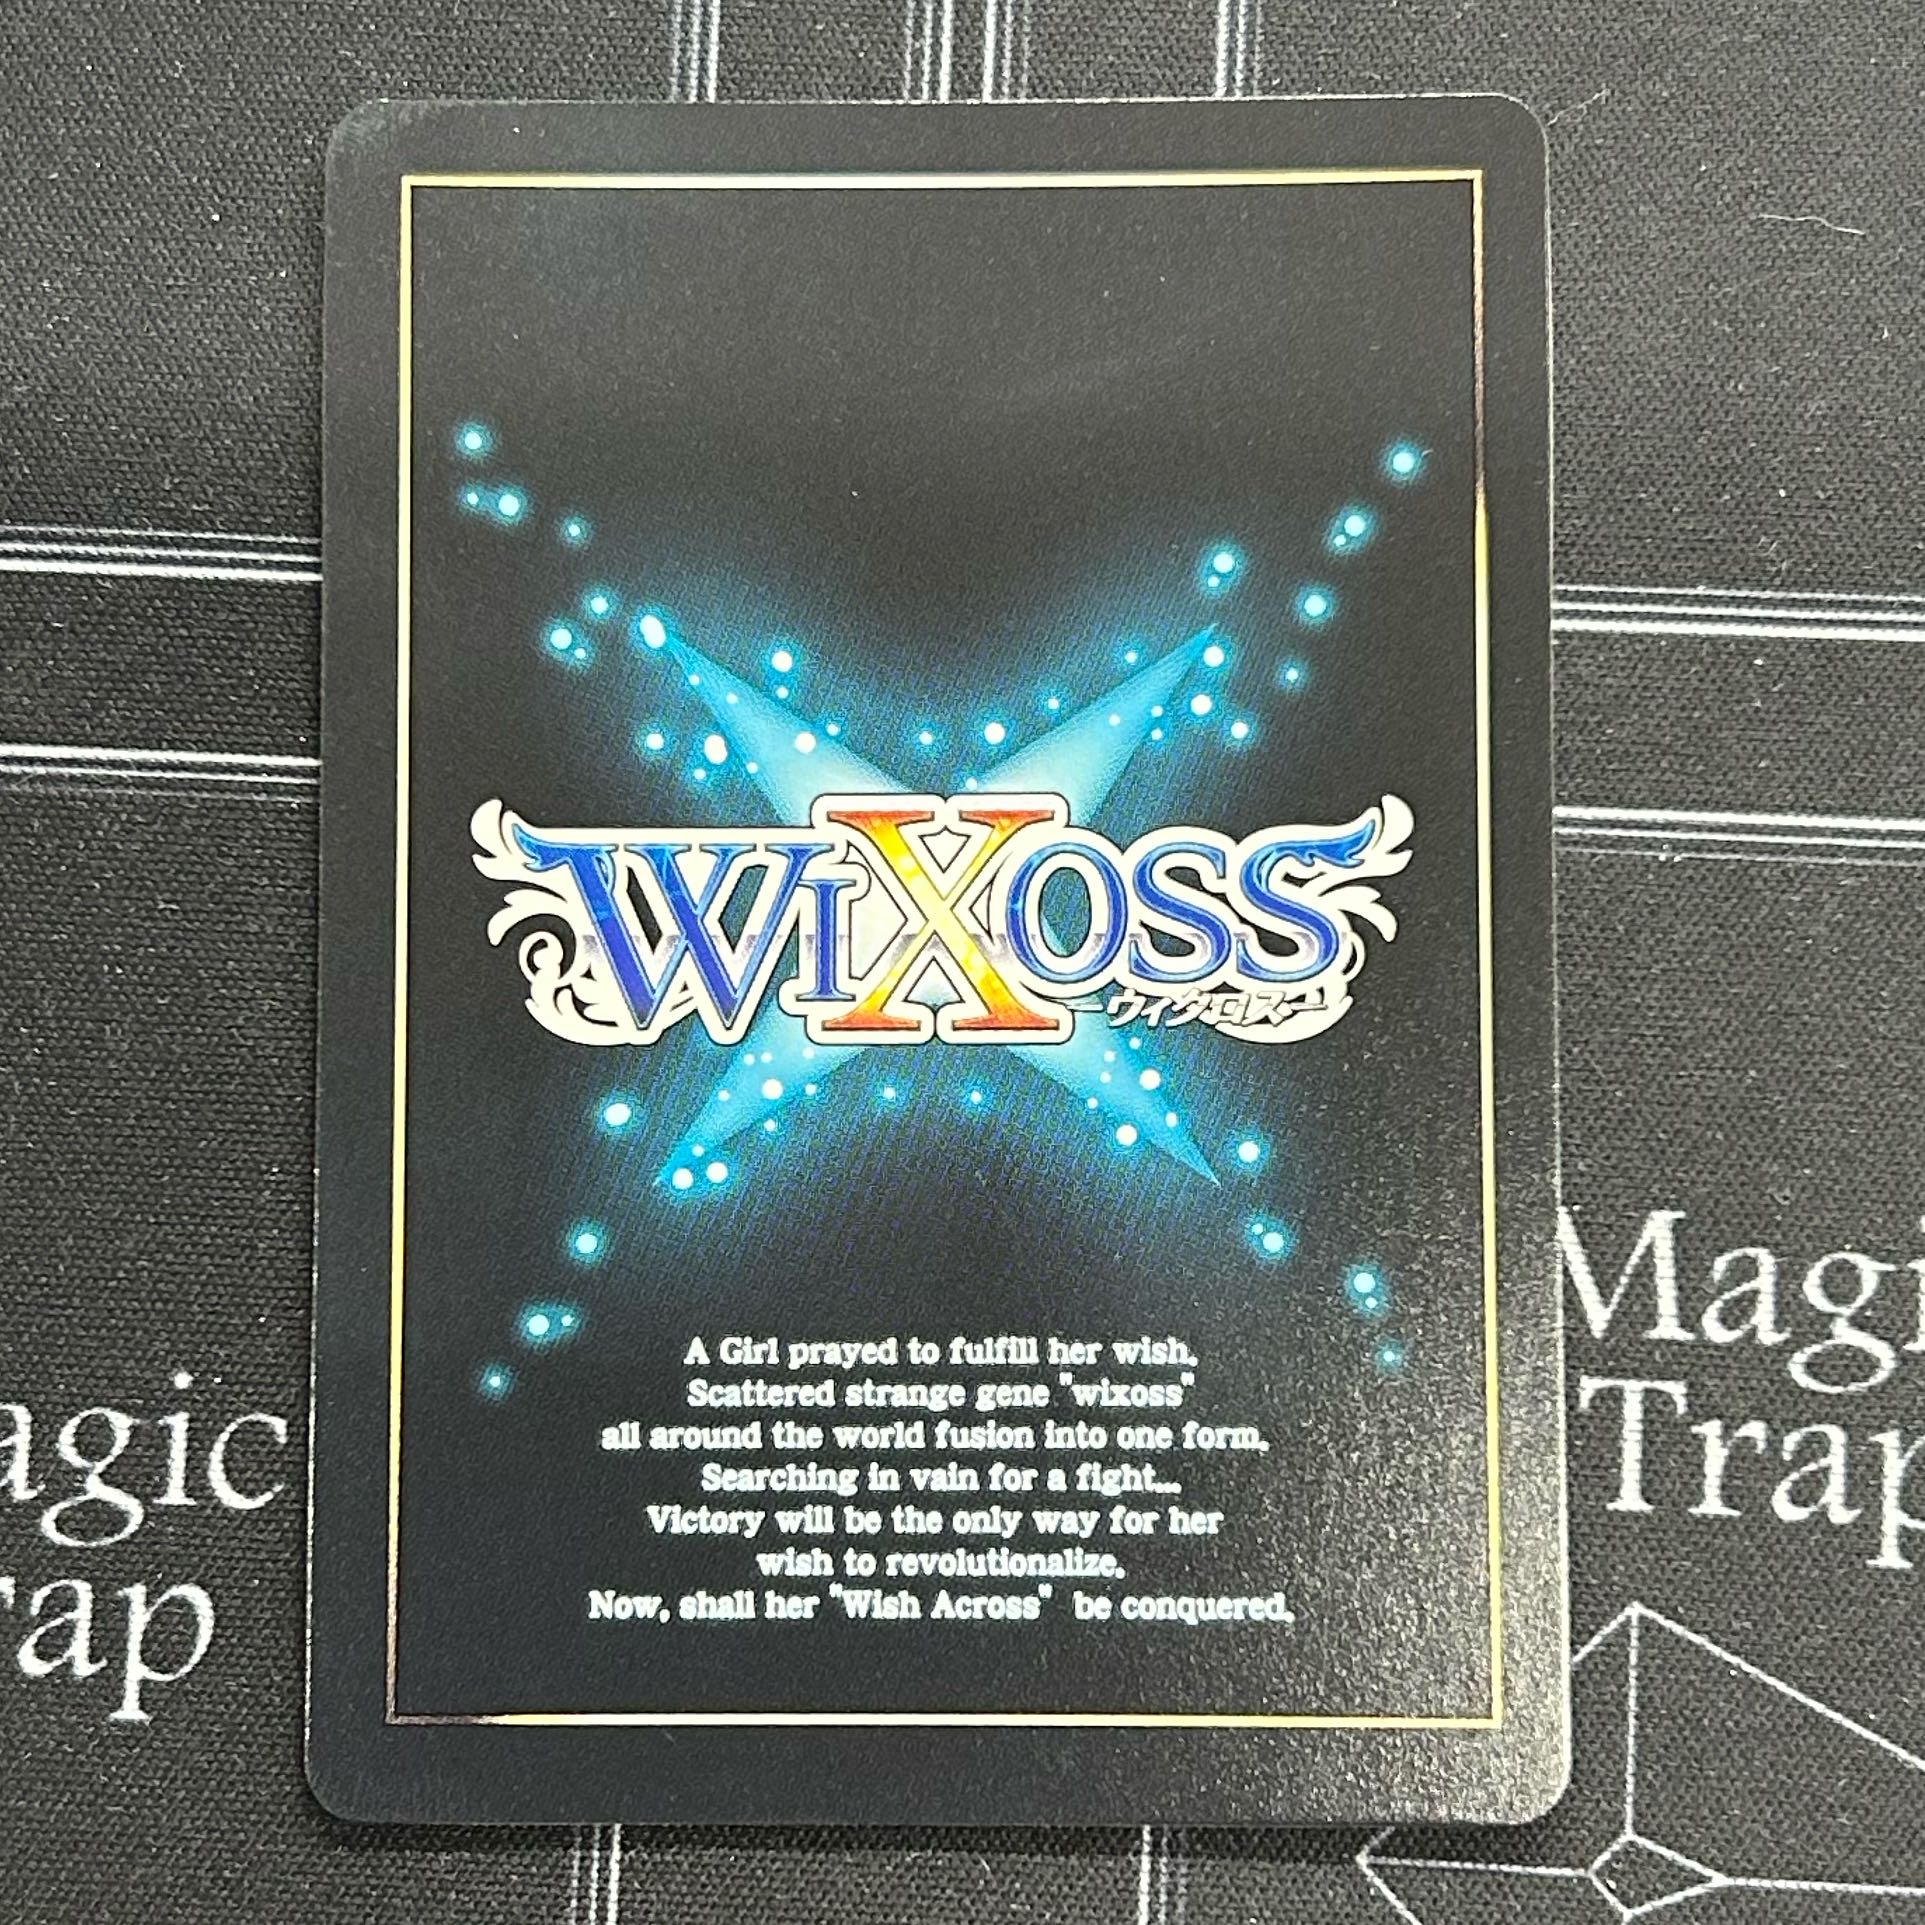 WIXOSS
ーウィクロスー
A Girl prayed to fulfill her wish.
Scattered strange gene "wixoss"
all around the world fusion into one form.
Searching in vain for a fight...
Victory will be the only way for her
wish to revolutionalize.
Now, shall her "Wish Across" be conquered.
Magi
Trap
agic
rap